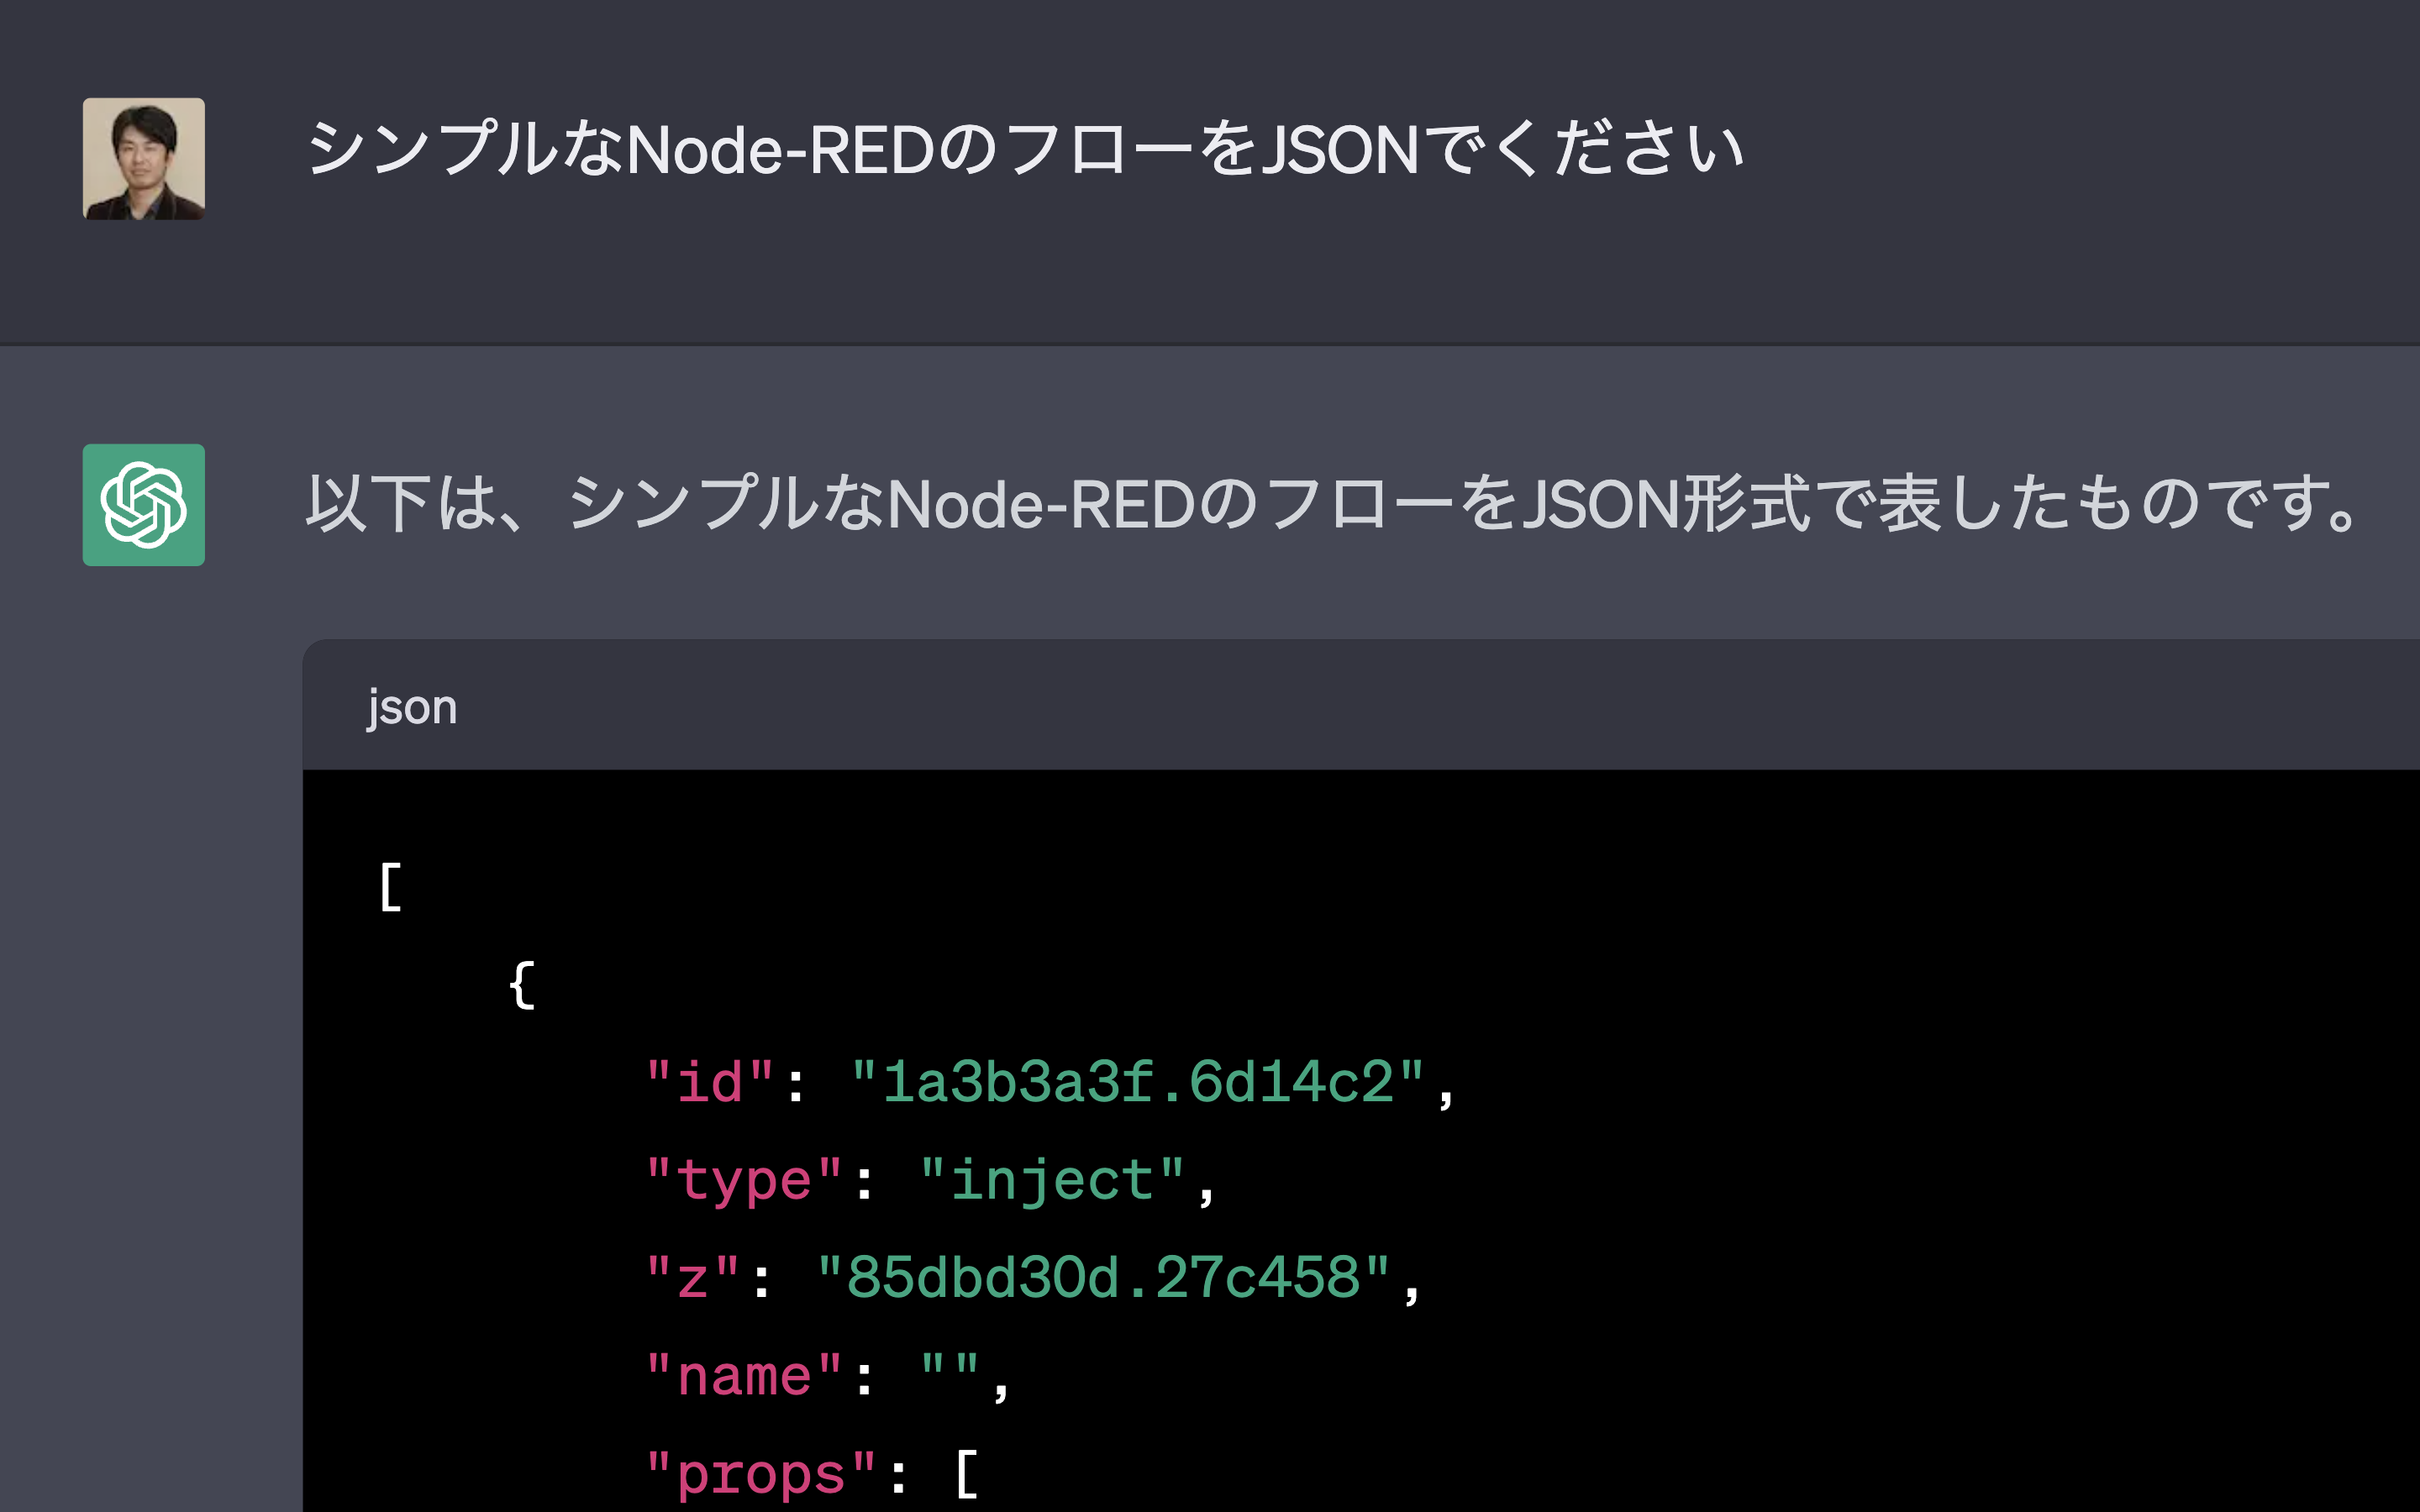 シンプルなNode-REDのフローをJSONでください
以下は、シンプルなNode-REDのフローをJSON形式で表したものです。
json
[
{
"id": "1a3b3a3f.6d14c2",
"type": "inject",
"z": "85dbd30d.27c458",
"name": "",
"props": [